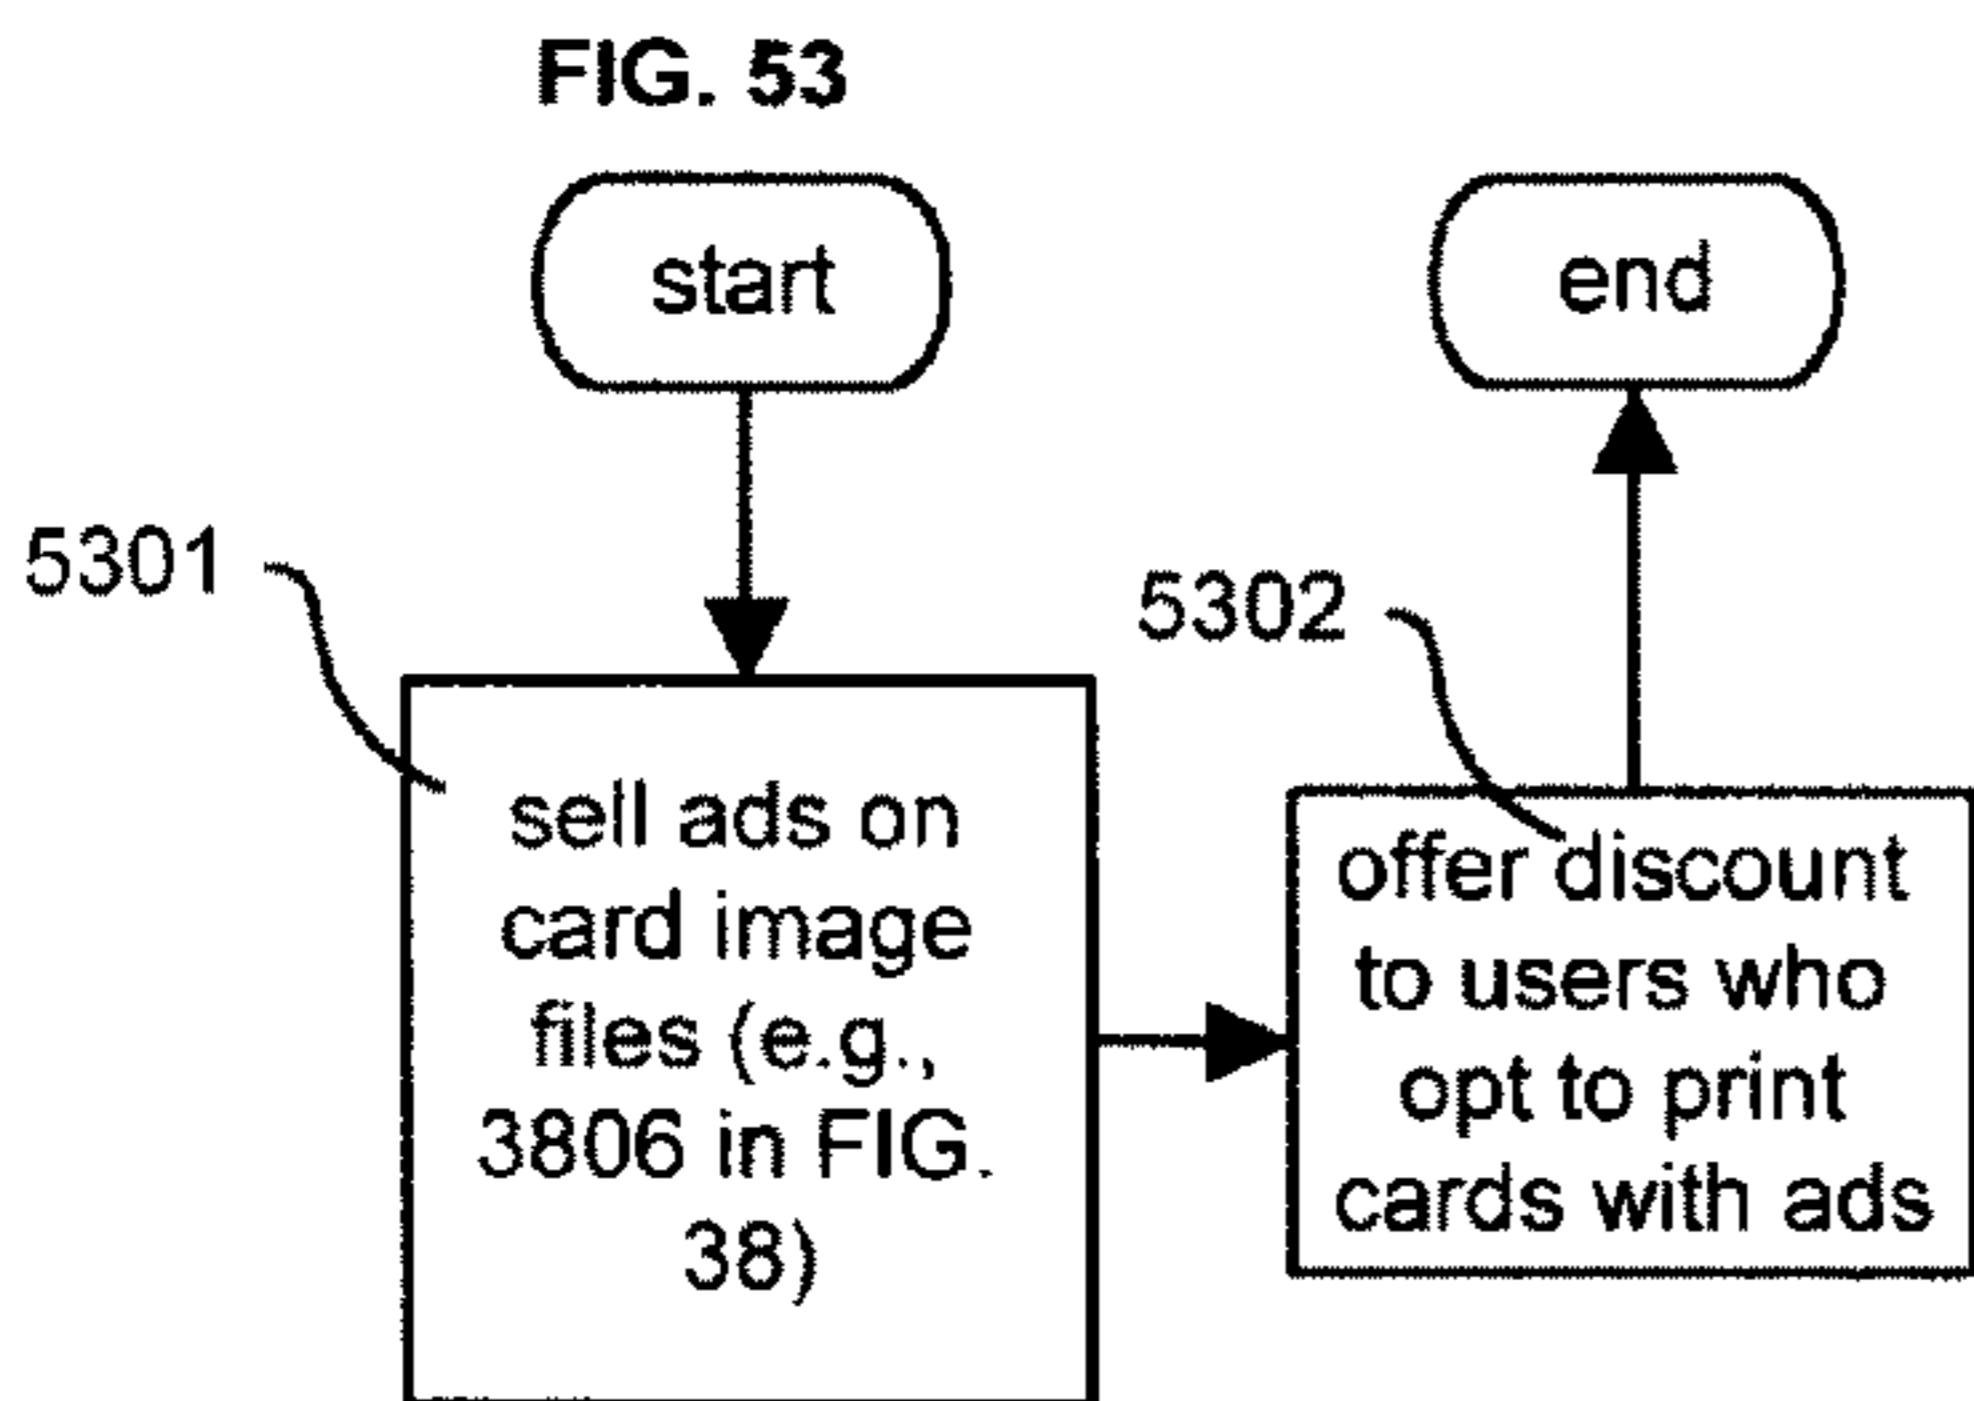 FIG. 53
start
end
5301
5302
sell ads on
card image
files (e.g.,
3806 in FIG.
38)
offer discount
to users who
opt to print
cards with ads